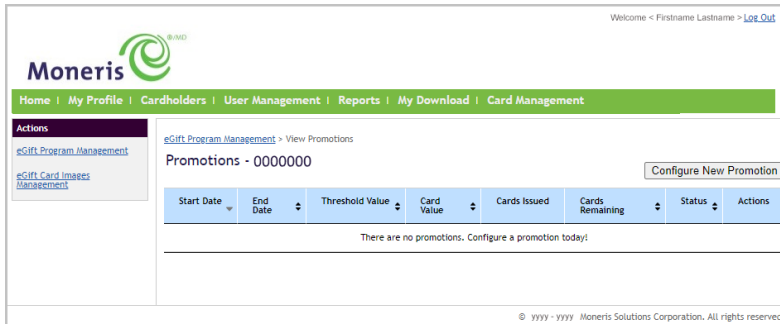 Welcome < Firstname Lastname > Log Out
Moneris ®/MD
Home | My Profile | Cardholders | User Management | Reports | My Download | Card Management
Actions
eGift Program Management
eGift Card Images
Management
eGift Program Management > View Promotions
Promotions - 0000000
Configure New Promotion
Start Date End Date Threshold Value Card Value Cards Issued Cards Remaining Status Actions
There are no promotions. Configure a promotion today!
© yyyy - yyyy Moneris Solutions Corporation. All rights reserved